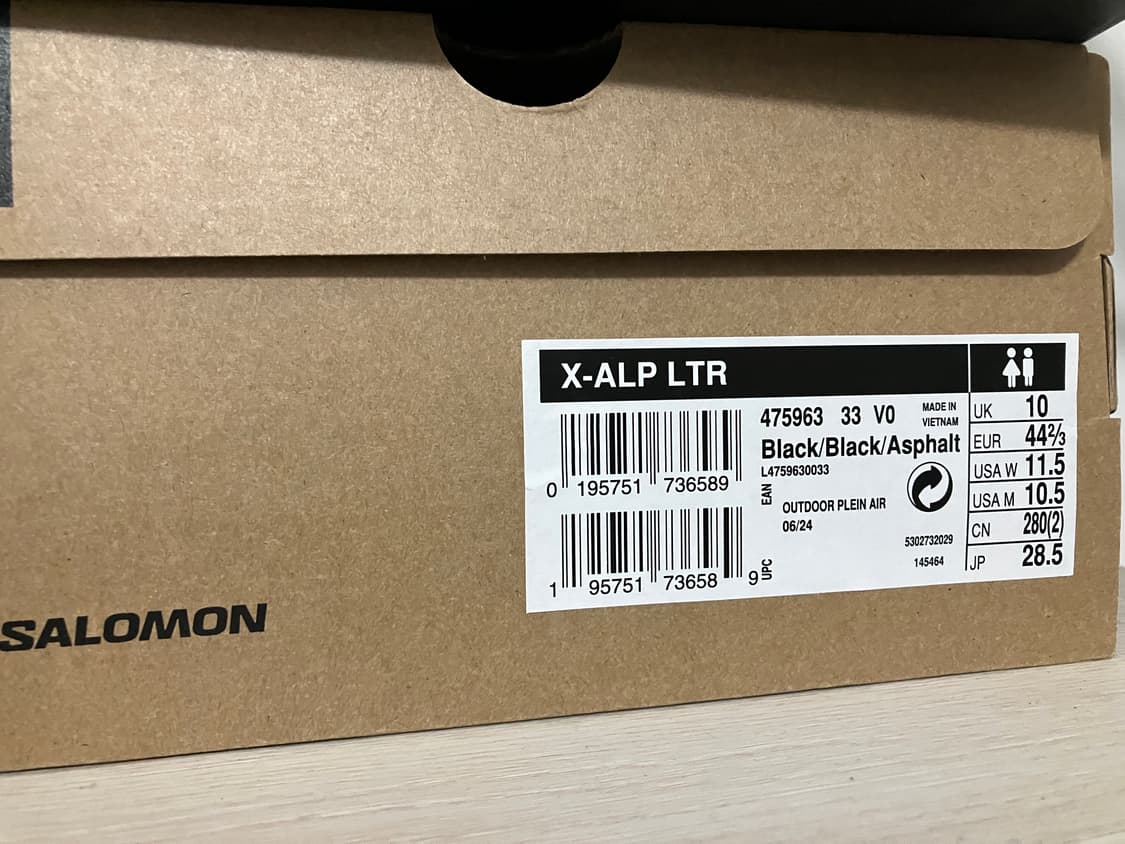 X-ALP LTR
475963 33 V0
MADE IN
VIETNAM
Black/Black/Asphalt
L4759630033
0 195751 736589
EAN
OUTDOOR PLEIN AIR
06/24
5302732029
145464
1 95751 73658 9
UPC
UK 10
EUR 44⅔
USA W 11.5
USA M 10.5
CN 280(2)
JP 28.5
SALOMON